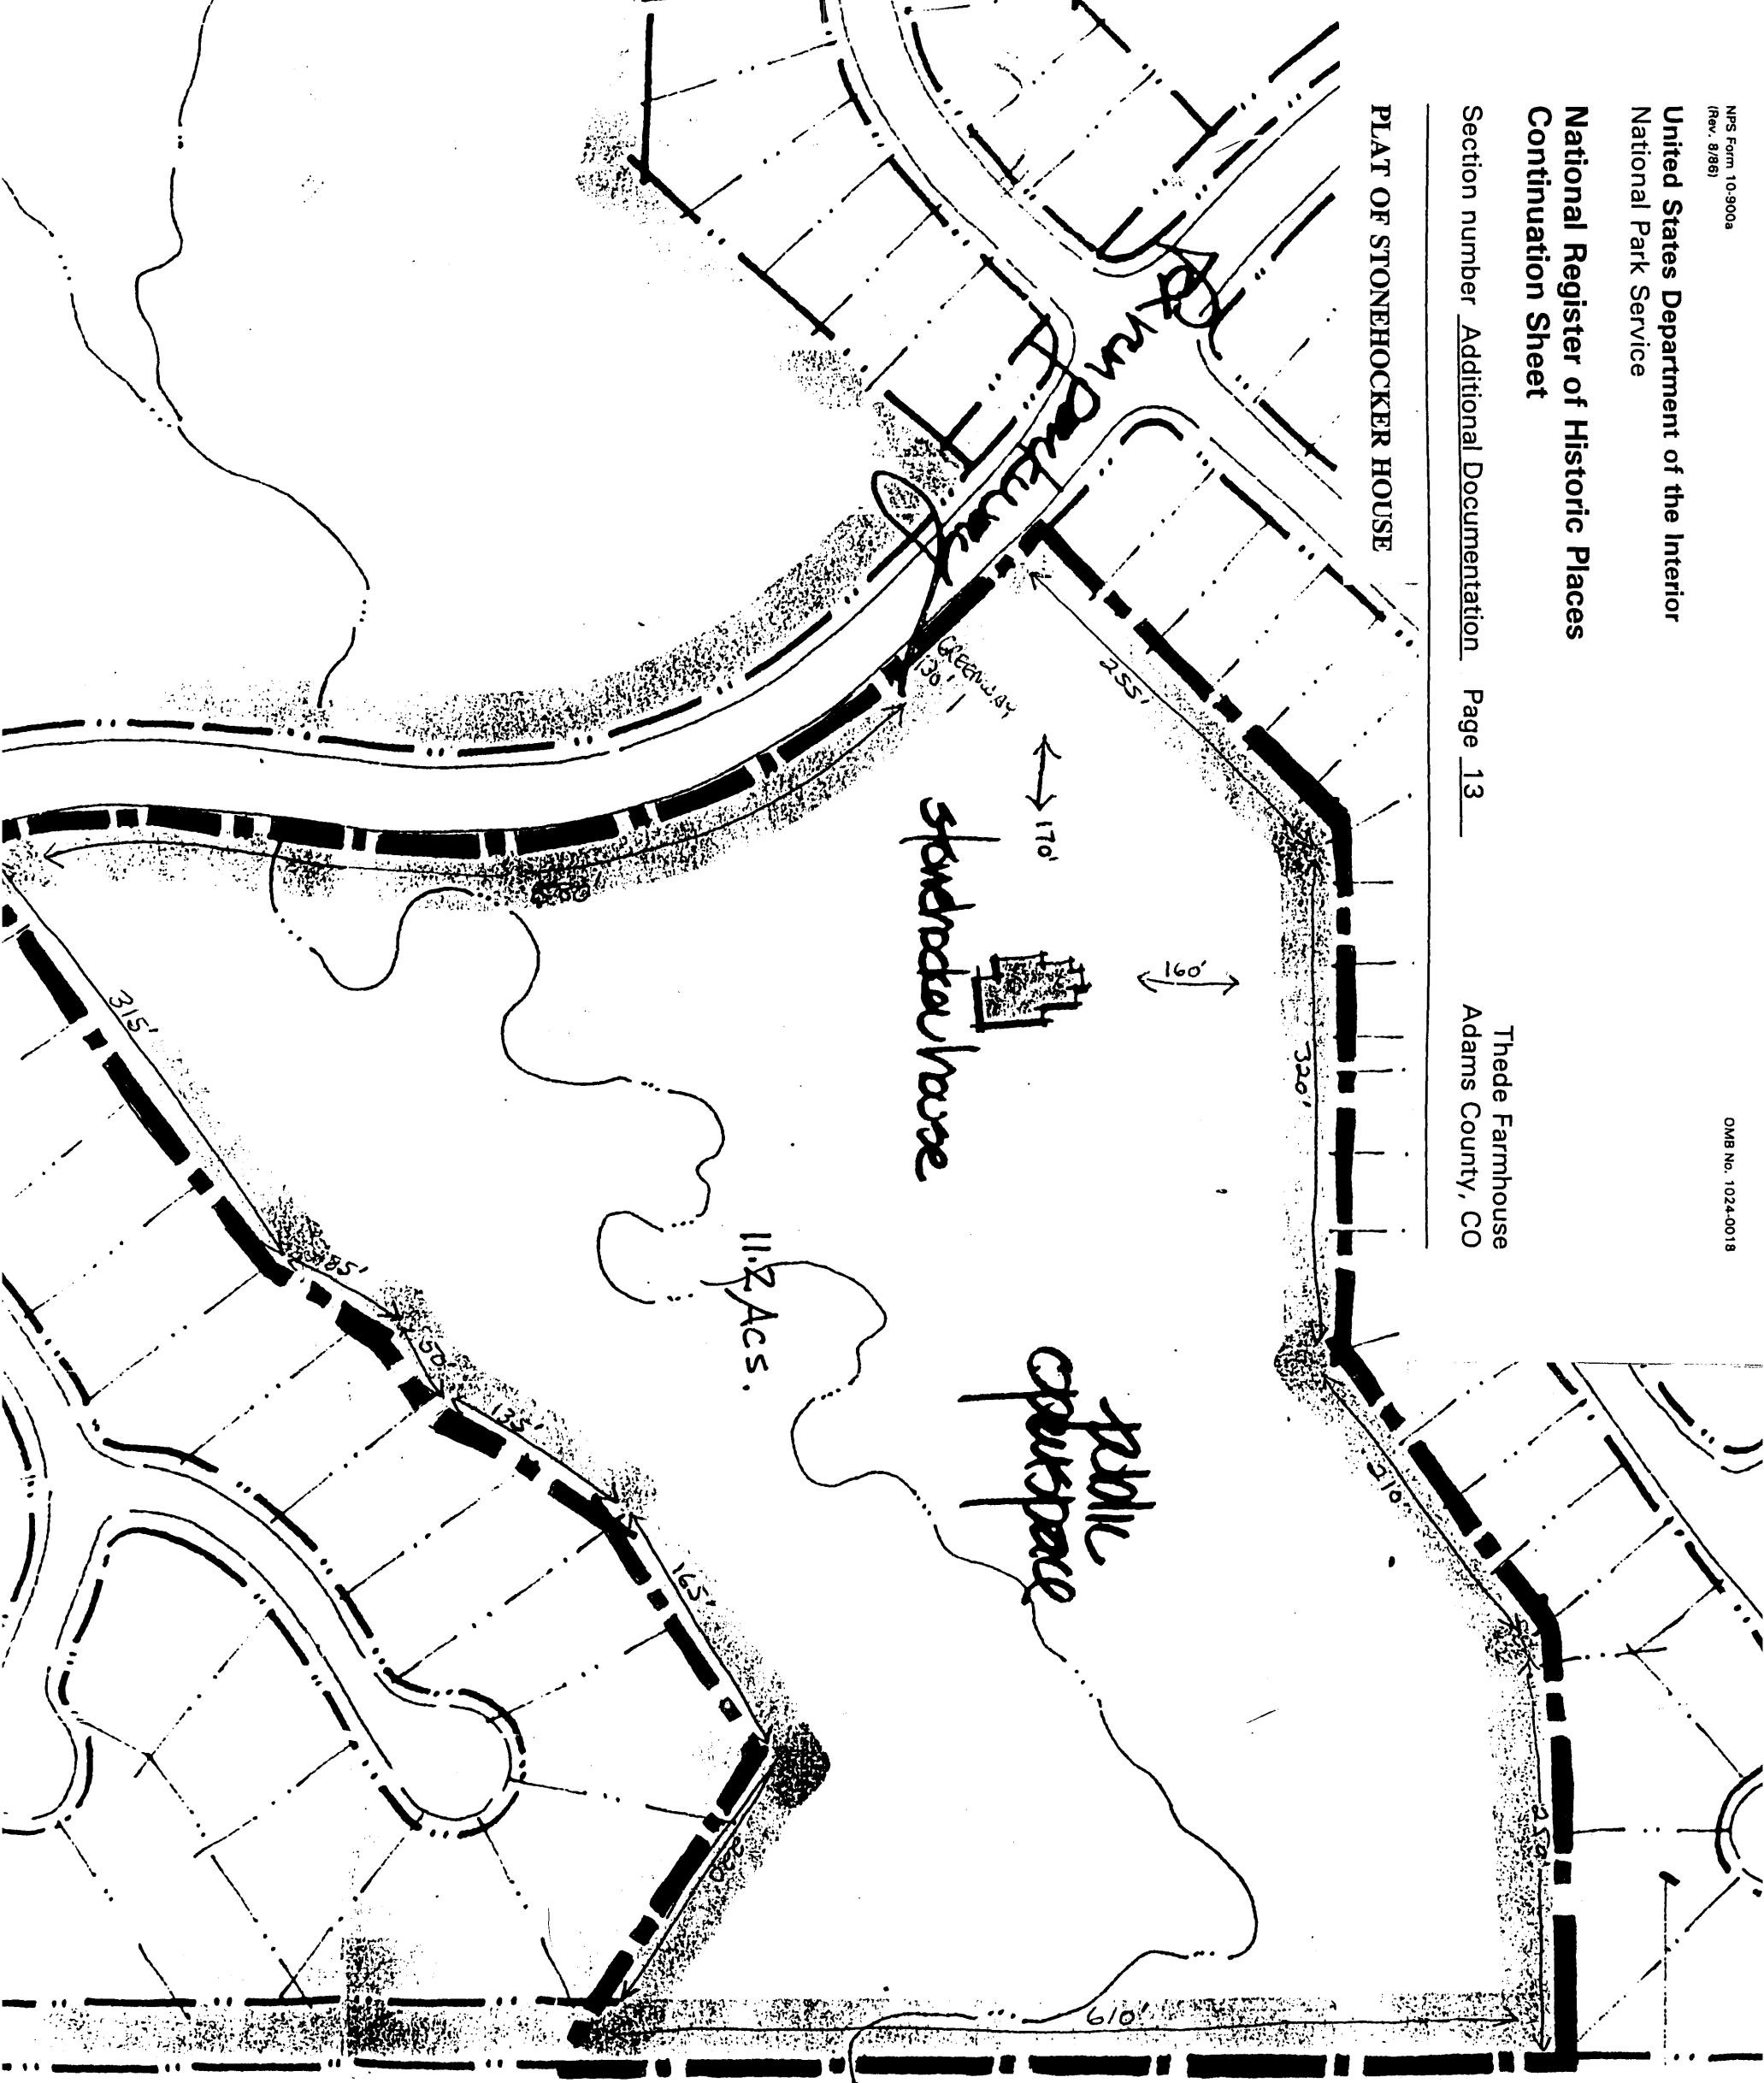 NPS Form 10-900a
(Rev. 8/86)
OMB No. 1024-0018
United States Department of the Interior
National Park Service
National Register of Historic Places
Continuation Sheet
Thede Farmhouse
Section number Additional Documentation Page 13
Adams County, CO
PLAT OF STONEHOCKER HOUSE
Parkway
GREENWAY
130'
255'
170'
160'
320'
Stonehocker house
11.2 Acs.
Public
openspace
210'
610'
315'
85'
50'
135'
165'
220'